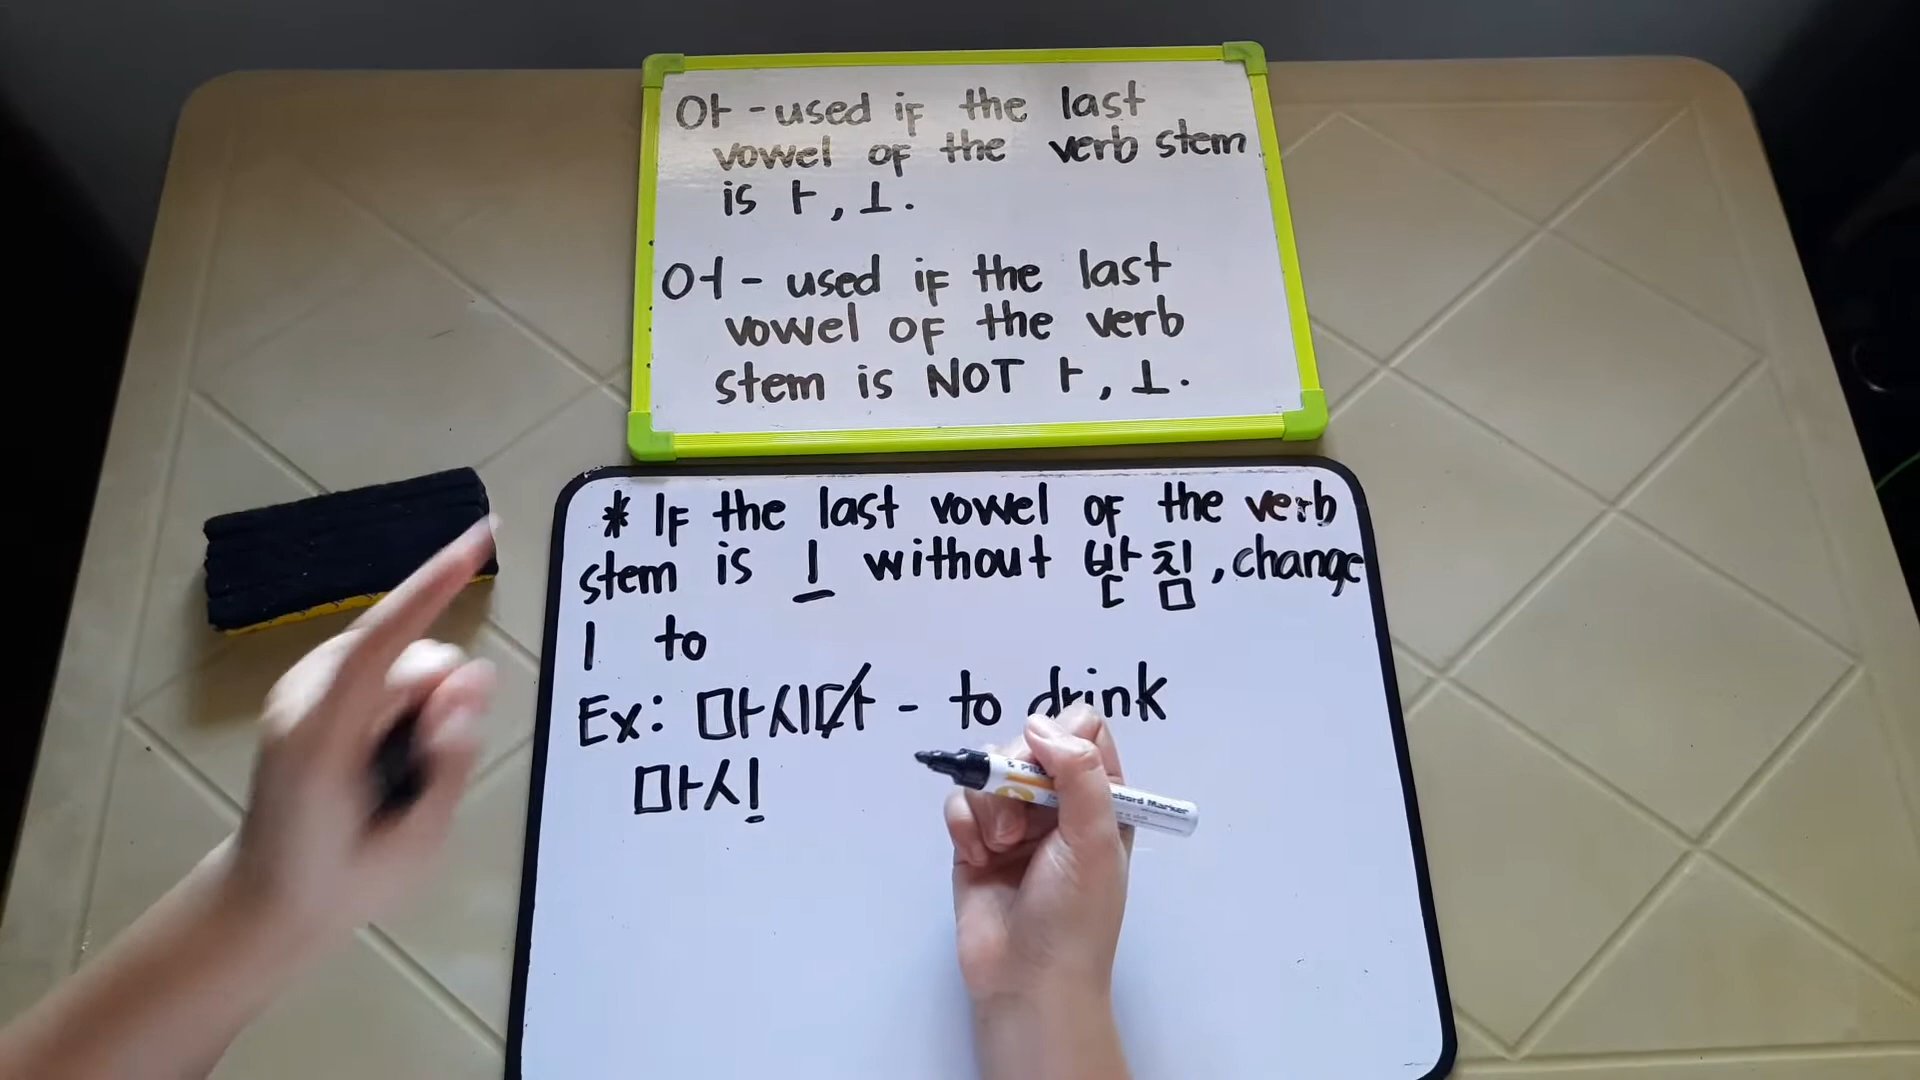 아 - used if the last
vowel of the verb stem
is ㅏ, ㅗ.
어 - used if the last
vowel of the verb
stem is NOT ㅏ, ㅗ.
* If the last vowel of the verb
stem is ㅣ without 받침, change
ㅣ to
Ex: 마시다 - to drink
마시